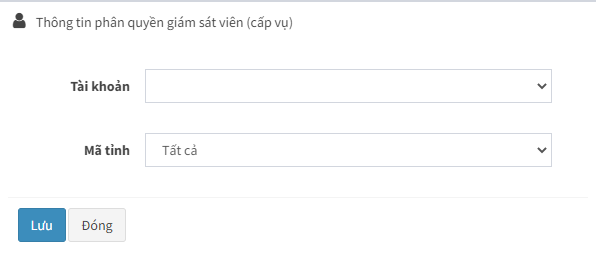 Thông tin phân quyền giám sát viên (cấp vụ)
Tài khoản
Mã tỉnh Tất cả
Lưu Đóng